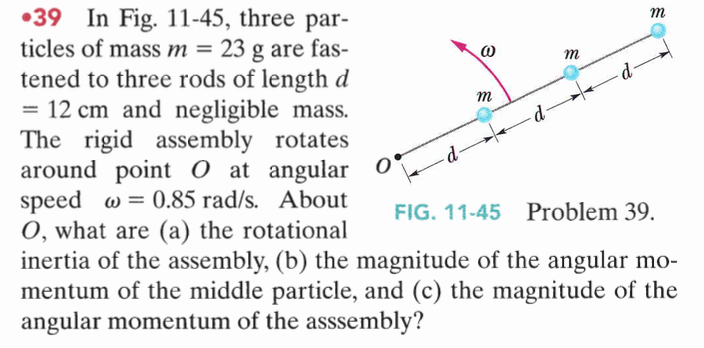 •39 In Fig. 11-45, three par-
ticles of mass m = 23 g are fas-
tened to three rods of length d
= 12 cm and negligible mass.
The rigid assembly rotates
around point O at angular
speed ω = 0.85 rad/s. About
O, what are (a) the rotational
inertia of the assembly, (b) the magnitude of the angular mo-
mentum of the middle particle, and (c) the magnitude of the
angular momentum of the asssembly?
m
ω
m
d
m
d
d
O
FIG. 11-45 Problem 39.